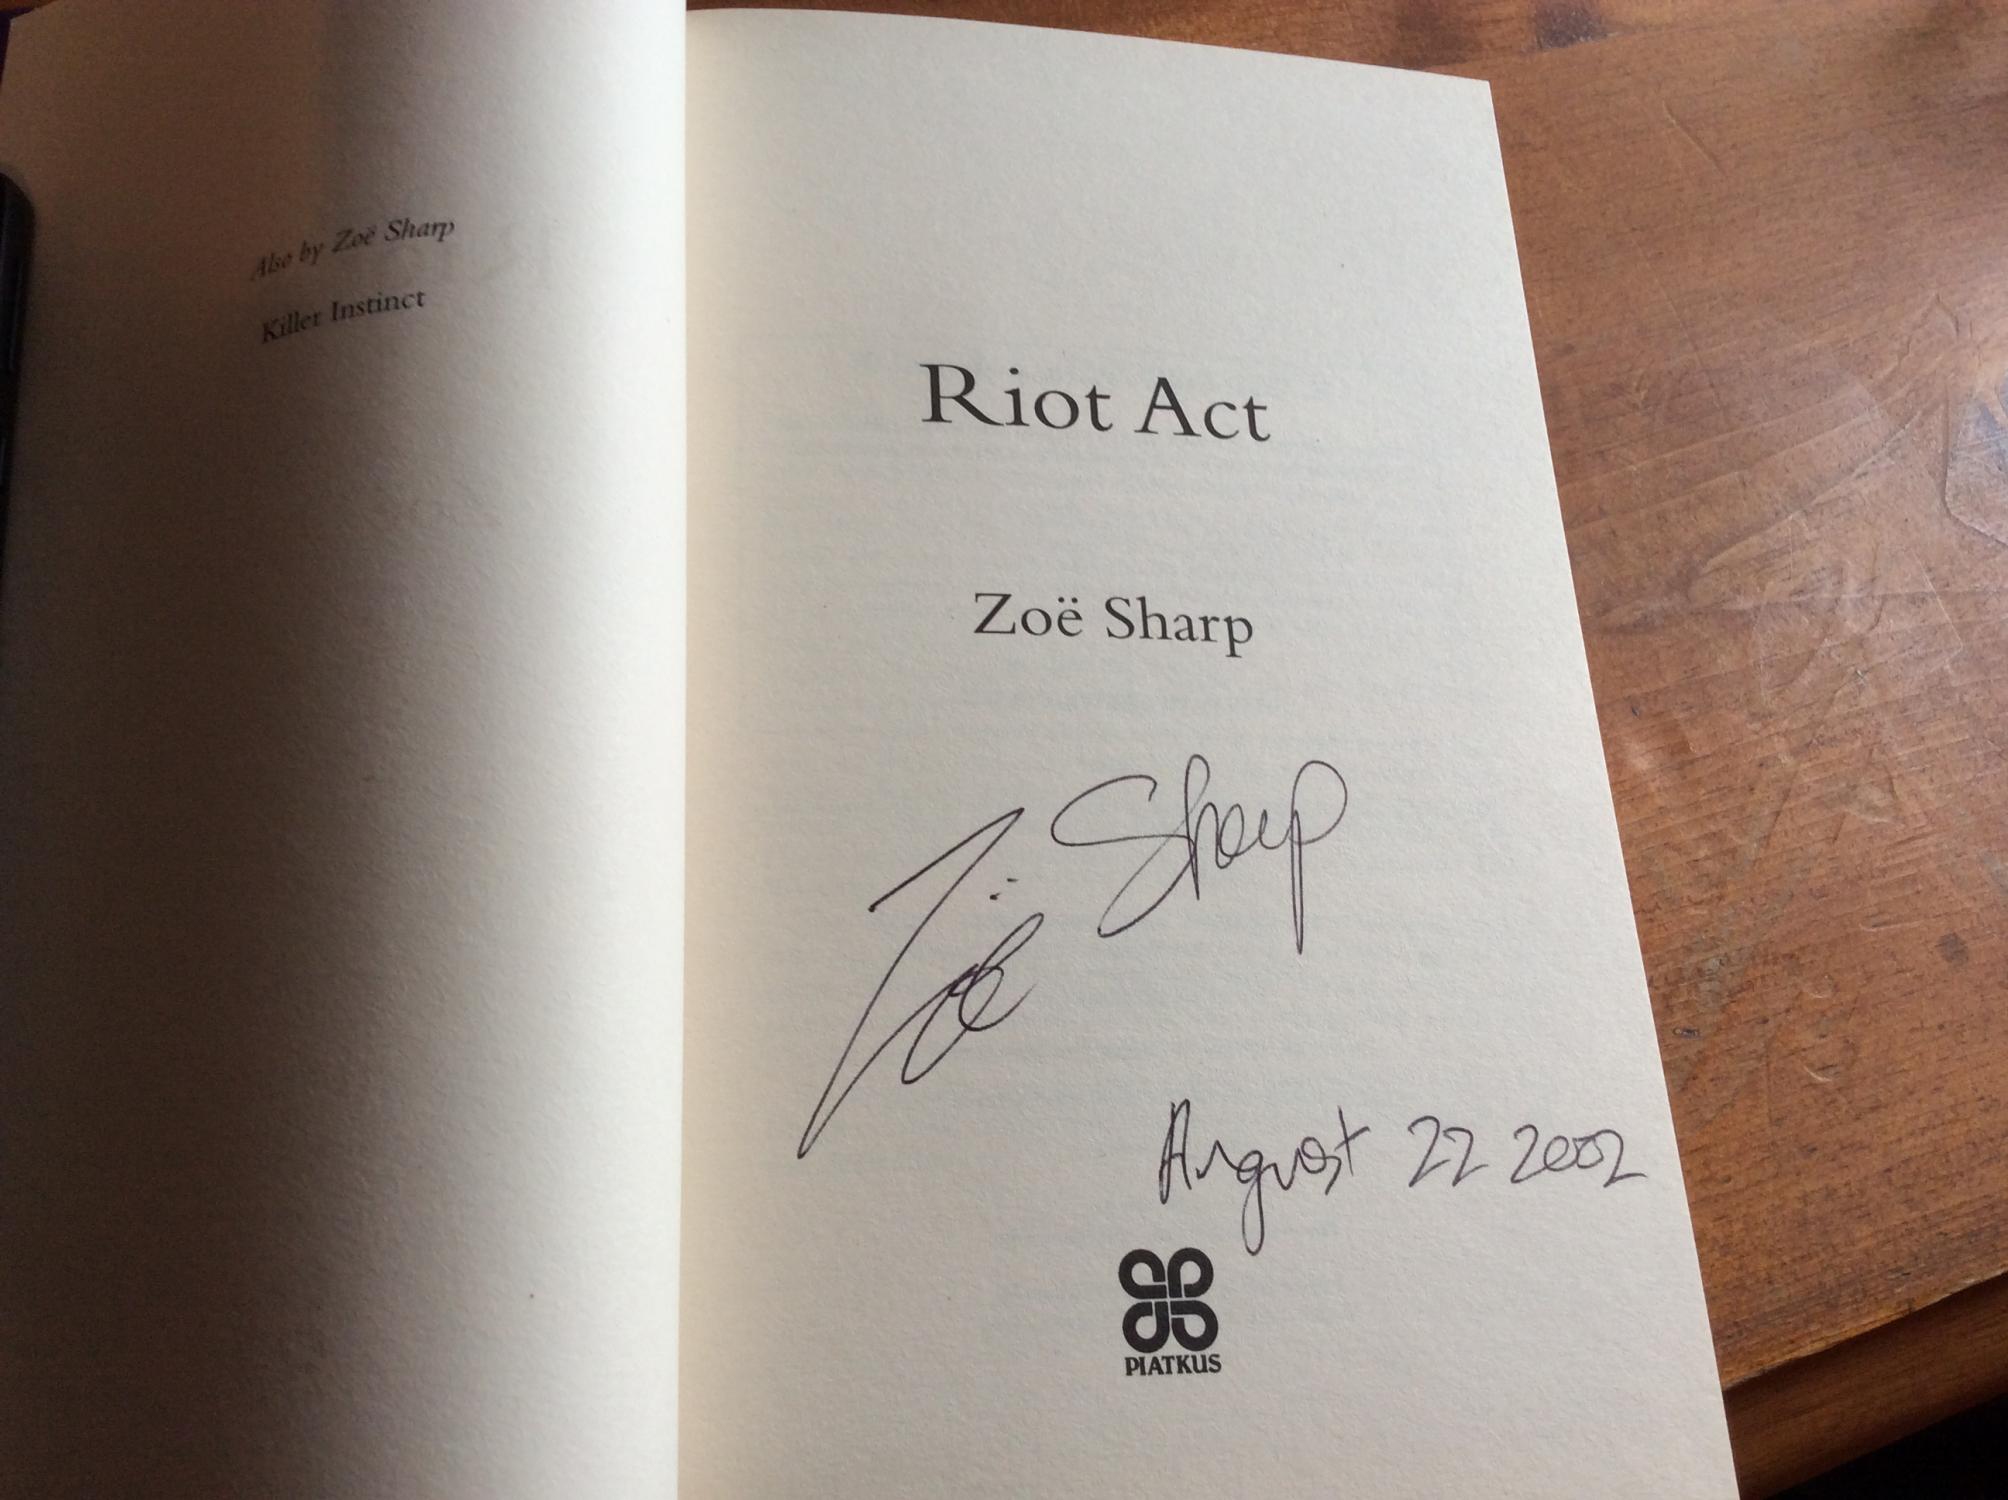 Also by Zoë Sharp
Killer Instinct
Riot Act
Zoë Sharp
Zoë Sharp
August 22 2002
PIATKUS